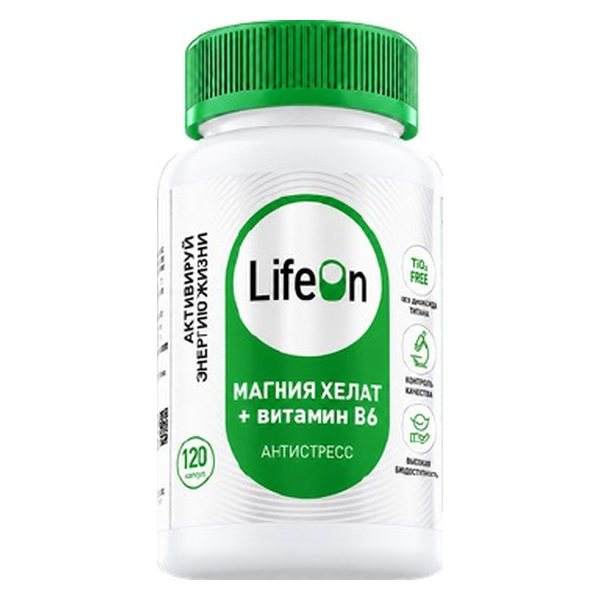 АКТИВИРУЙ
ЭНЕРГИЮ ЖИЗНИ
LifeOn
МАГНИЯ ХЕЛАТ
+ витамин B6
АНТИСТРЕСС
120
капсул
TiO₂
FREE
БЕЗ ДИОКСИДА
ТИТАНА
КОНТРОЛЬ
КАЧЕСТВА
ВЫСОКАЯ
БИОДОСТУПНОСТЬ